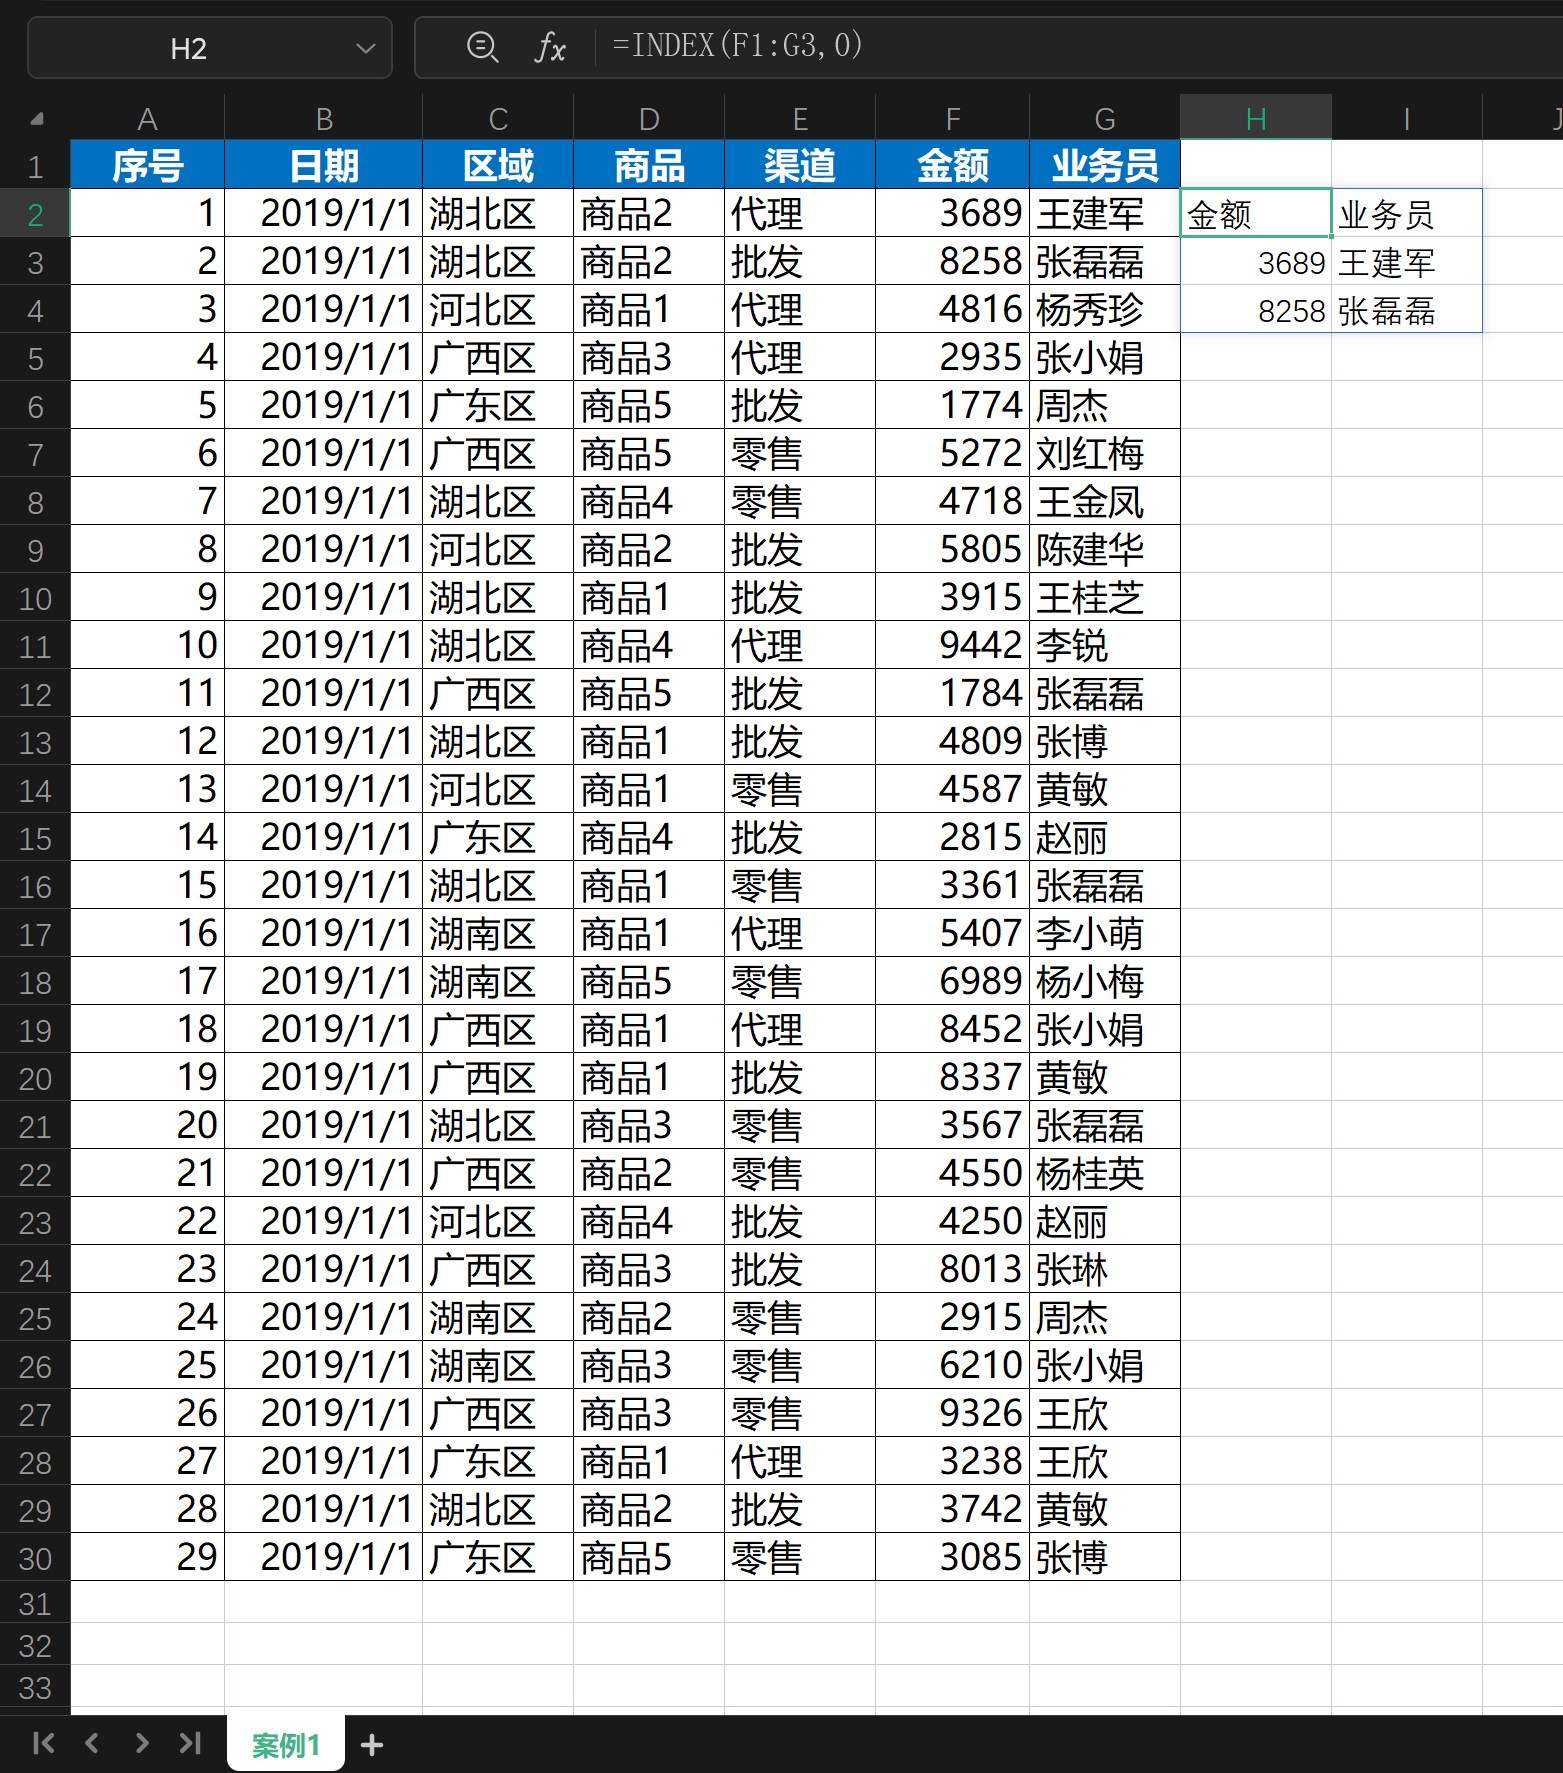 H2 =INDEX(F1:G3,0)
A B C D E F G H I J
1 序号 日期 区域 商品 渠道 金额 业务员
2 1 2019/1/1 湖北区 商品2 代理 3689 王建军 金额 业务员
3 2 2019/1/1 湖北区 商品2 批发 8258 张磊磊 3689 王建军
4 3 2019/1/1 河北区 商品1 代理 4816 杨秀珍 8258 张磊磊
5 4 2019/1/1 广西区 商品3 代理 2935 张小娟
6 5 2019/1/1 广东区 商品5 批发 1774 周杰
7 6 2019/1/1 广西区 商品5 零售 5272 刘红梅
8 7 2019/1/1 湖北区 商品4 零售 4718 王金凤
9 8 2019/1/1 河北区 商品2 批发 5805 陈建华
10 9 2019/1/1 湖北区 商品1 批发 3915 王桂芝
11 10 2019/1/1 湖北区 商品4 代理 9442 李锐
12 11 2019/1/1 广西区 商品5 批发 1784 张磊磊
13 12 2019/1/1 湖北区 商品1 批发 4809 张博
14 13 2019/1/1 河北区 商品1 零售 4587 黄敏
15 14 2019/1/1 广东区 商品4 批发 2815 赵丽
16 15 2019/1/1 湖北区 商品1 零售 3361 张磊磊
17 16 2019/1/1 湖南区 商品1 代理 5407 李小萌
18 17 2019/1/1 湖南区 商品5 零售 6989 杨小梅
19 18 2019/1/1 广西区 商品1 代理 8452 张小娟
20 19 2019/1/1 广西区 商品1 批发 8337 黄敏
21 20 2019/1/1 湖北区 商品3 零售 3567 张磊磊
22 21 2019/1/1 广西区 商品2 零售 4550 杨桂英
23 22 2019/1/1 河北区 商品4 批发 4250 赵丽
24 23 2019/1/1 广西区 商品3 批发 8013 张琳
25 24 2019/1/1 湖南区 商品2 零售 2915 周杰
26 25 2019/1/1 湖南区 商品3 零售 6210 张小娟
27 26 2019/1/1 广西区 商品3 零售 9326 王欣
28 27 2019/1/1 广东区 商品1 代理 3238 王欣
29 28 2019/1/1 湖北区 商品2 批发 3742 黄敏
30 29 2019/1/1 广东区 商品5 零售 3085 张博
31
32
33
案例1